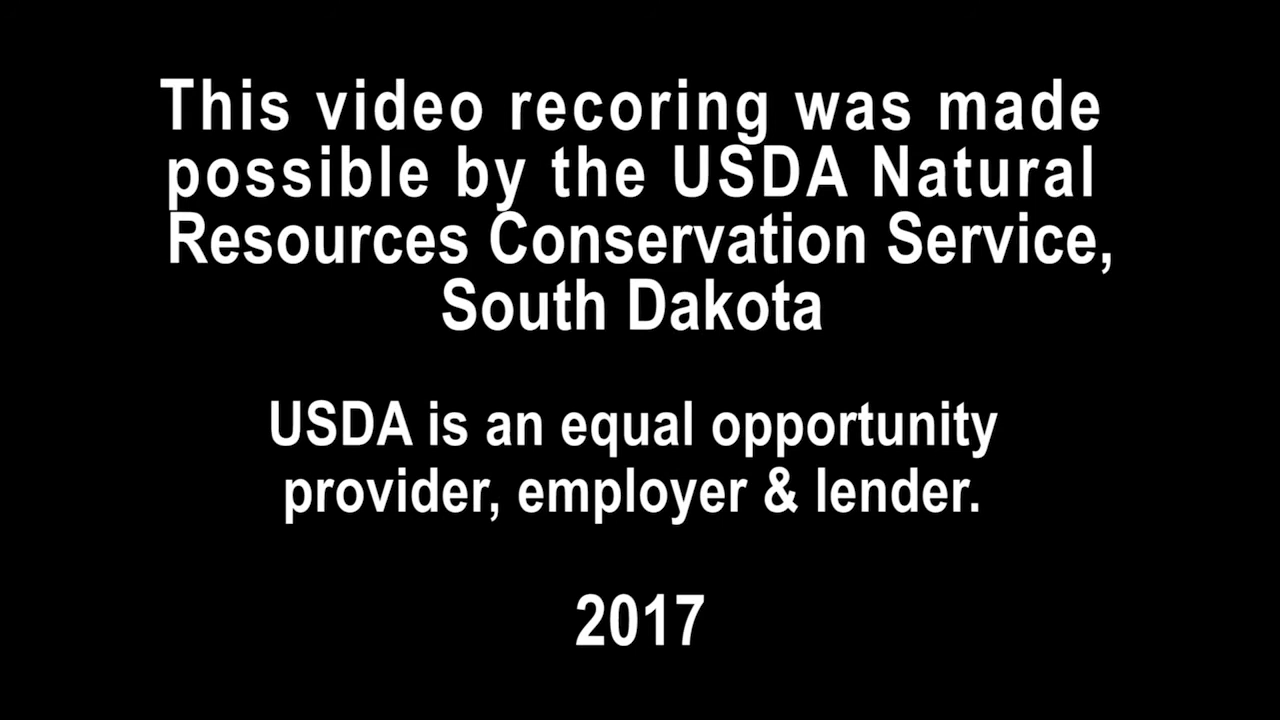 This video recoring was made
possible by the USDA Natural
Resources Conservation Service,
South Dakota
USDA is an equal opportunity
provider, employer & lender.
2017